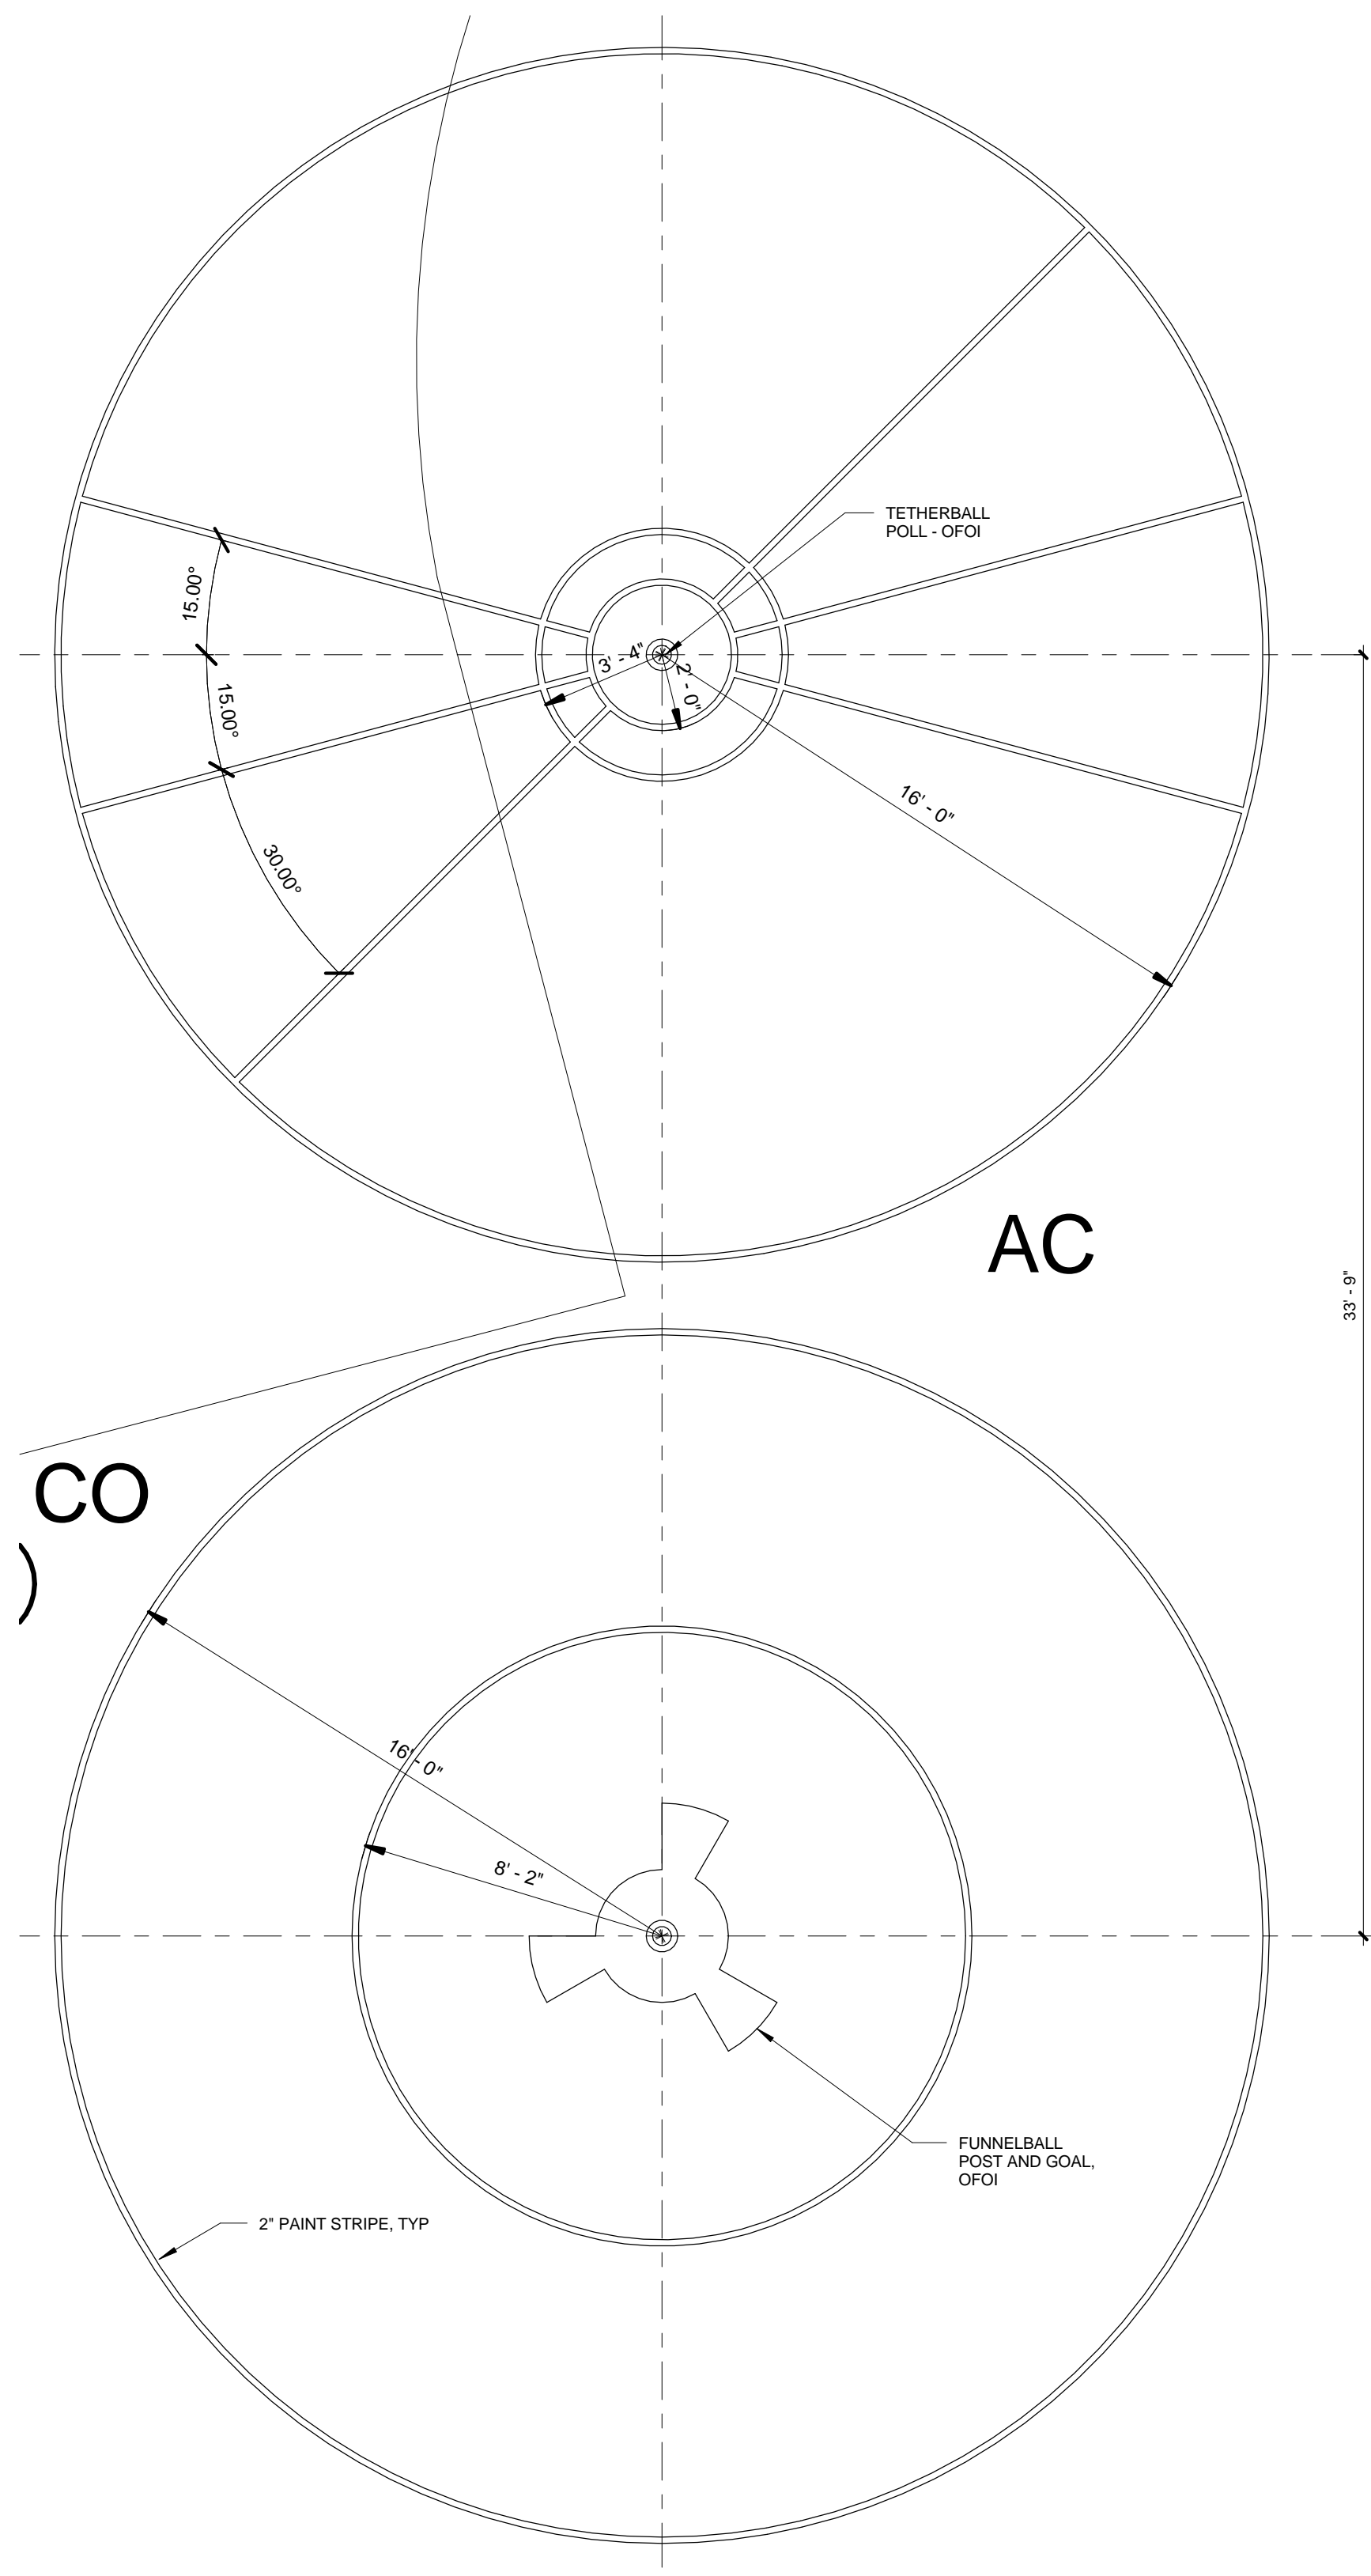 TETHERBALL
POLL - OFOI
15.00°
3' - 4"
2' - 0"
15.00°
16' - 0"
30.00°
AC
33' - 9"
CO
)
16' - 0"
8' - 2"
FUNNELBALL
POST AND GOAL,
OFOI
2" PAINT STRIPE, TYP